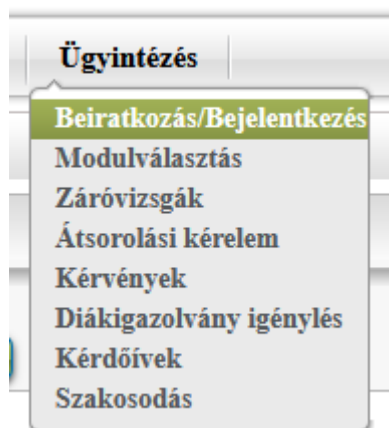 Ügyintézés
Beiratkozás/Bejelentkezés
Modulválasztás
Záróvizsgák
Átsorolási kérelem
Kérvények
Diákigazolvány igénylés
Kérdőívek
Szakosodás